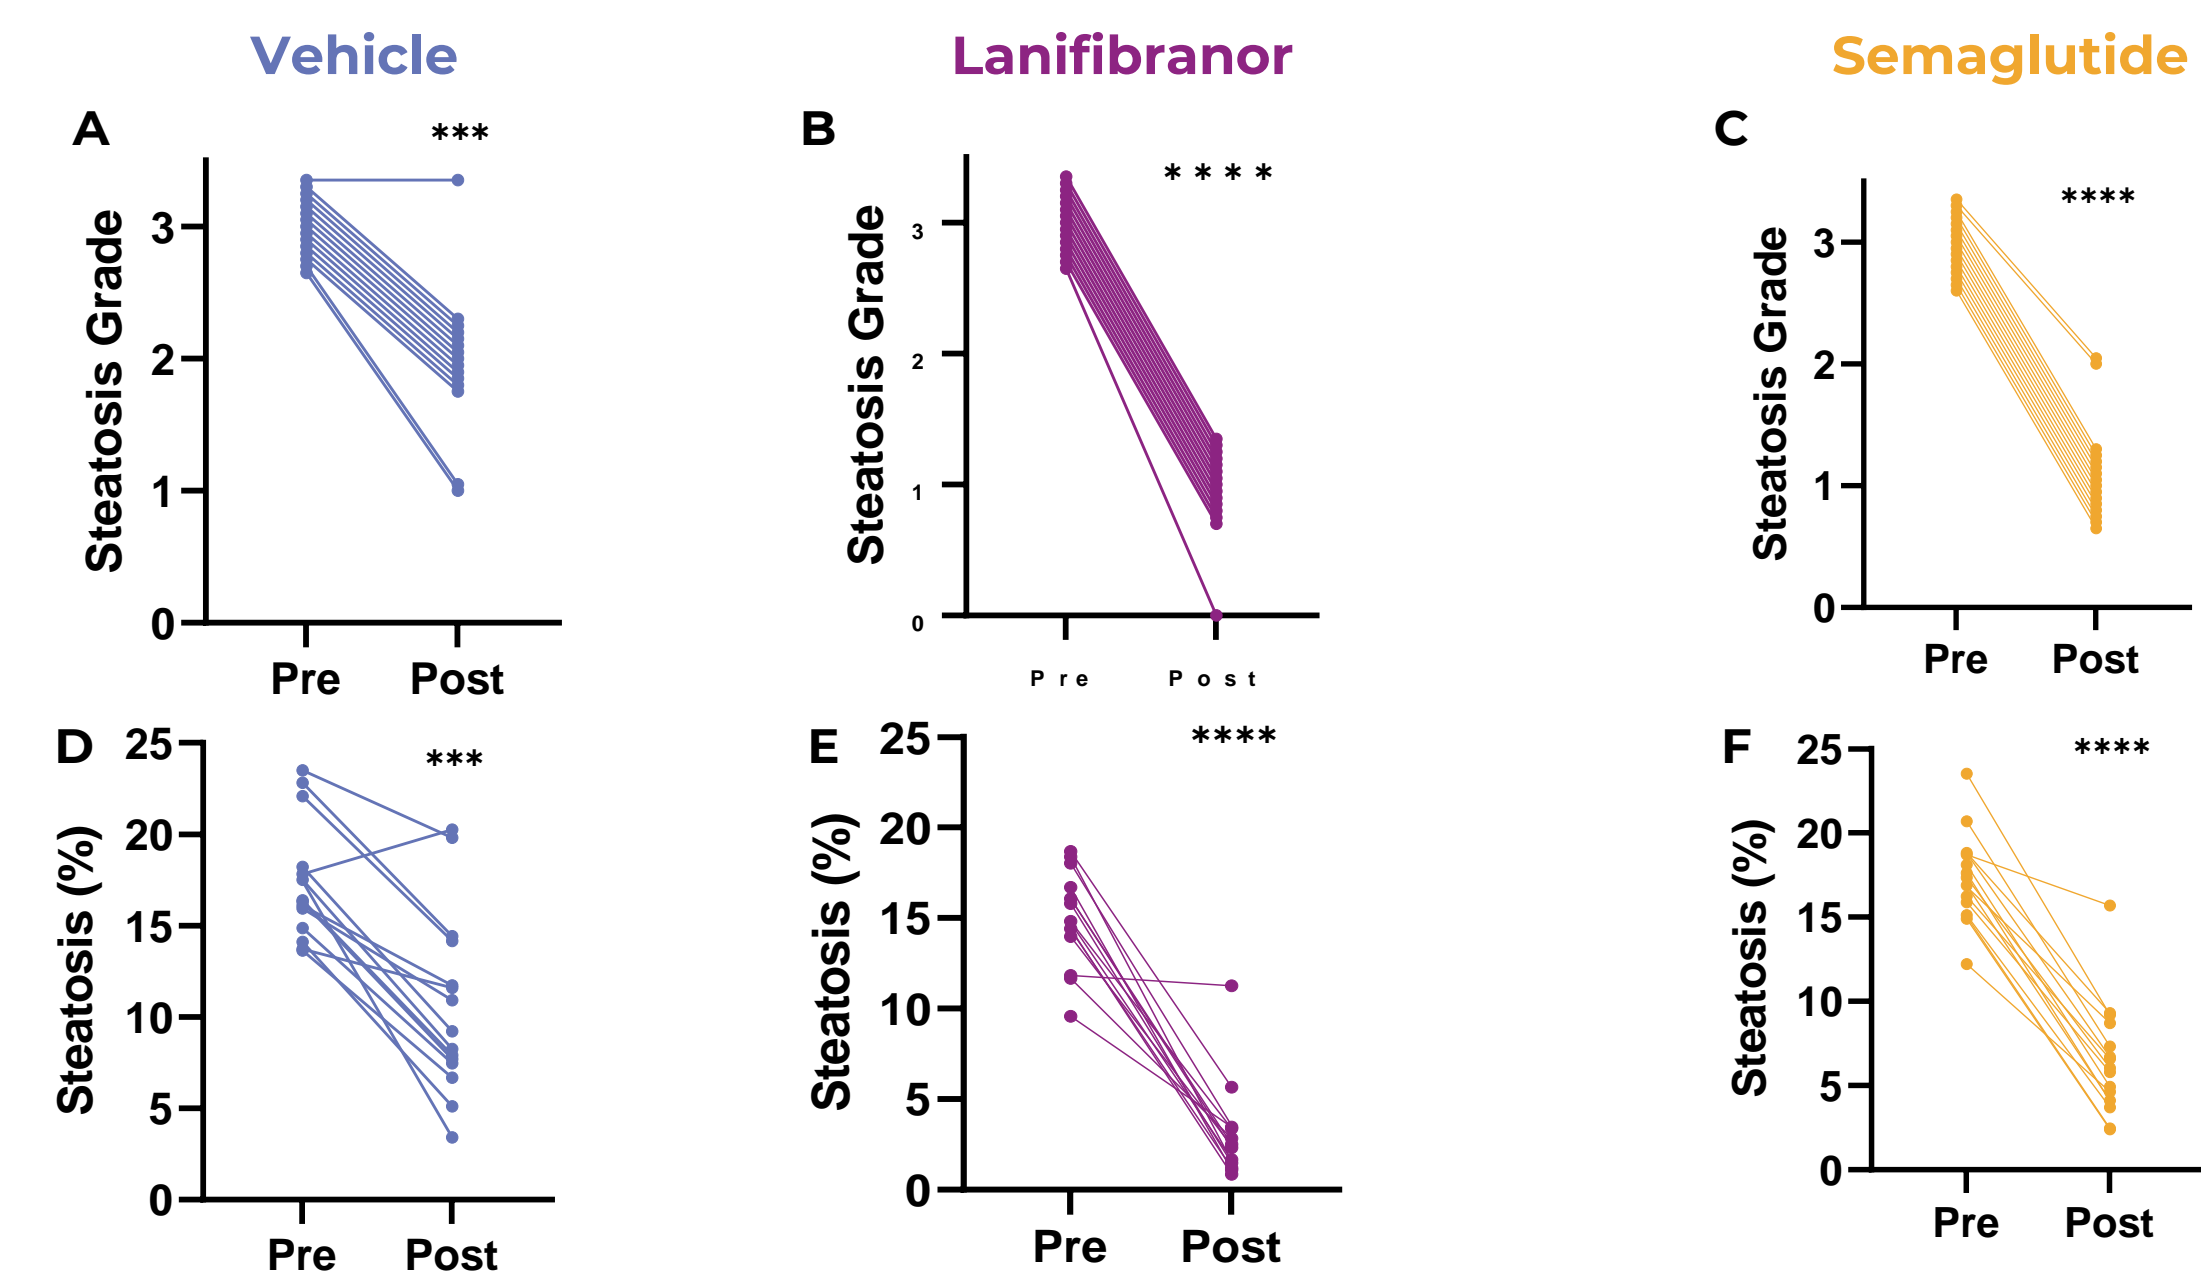 Vehicle
Lanifibranor
Semaglutide
A
***
Steatosis Grade
3
2
1
0
Pre
Post
B
****
Steatosis Grade
3
2
1
0
Pre
Post
C
****
Steatosis Grade
3
2
1
0
Pre
Post
D
***
Steatosis (%)
25
20
15
10
5
0
Pre
Post
E
****
Steatosis (%)
25
20
15
10
5
0
Pre
Post
F
****
Steatosis (%)
25
20
15
10
5
0
Pre
Post